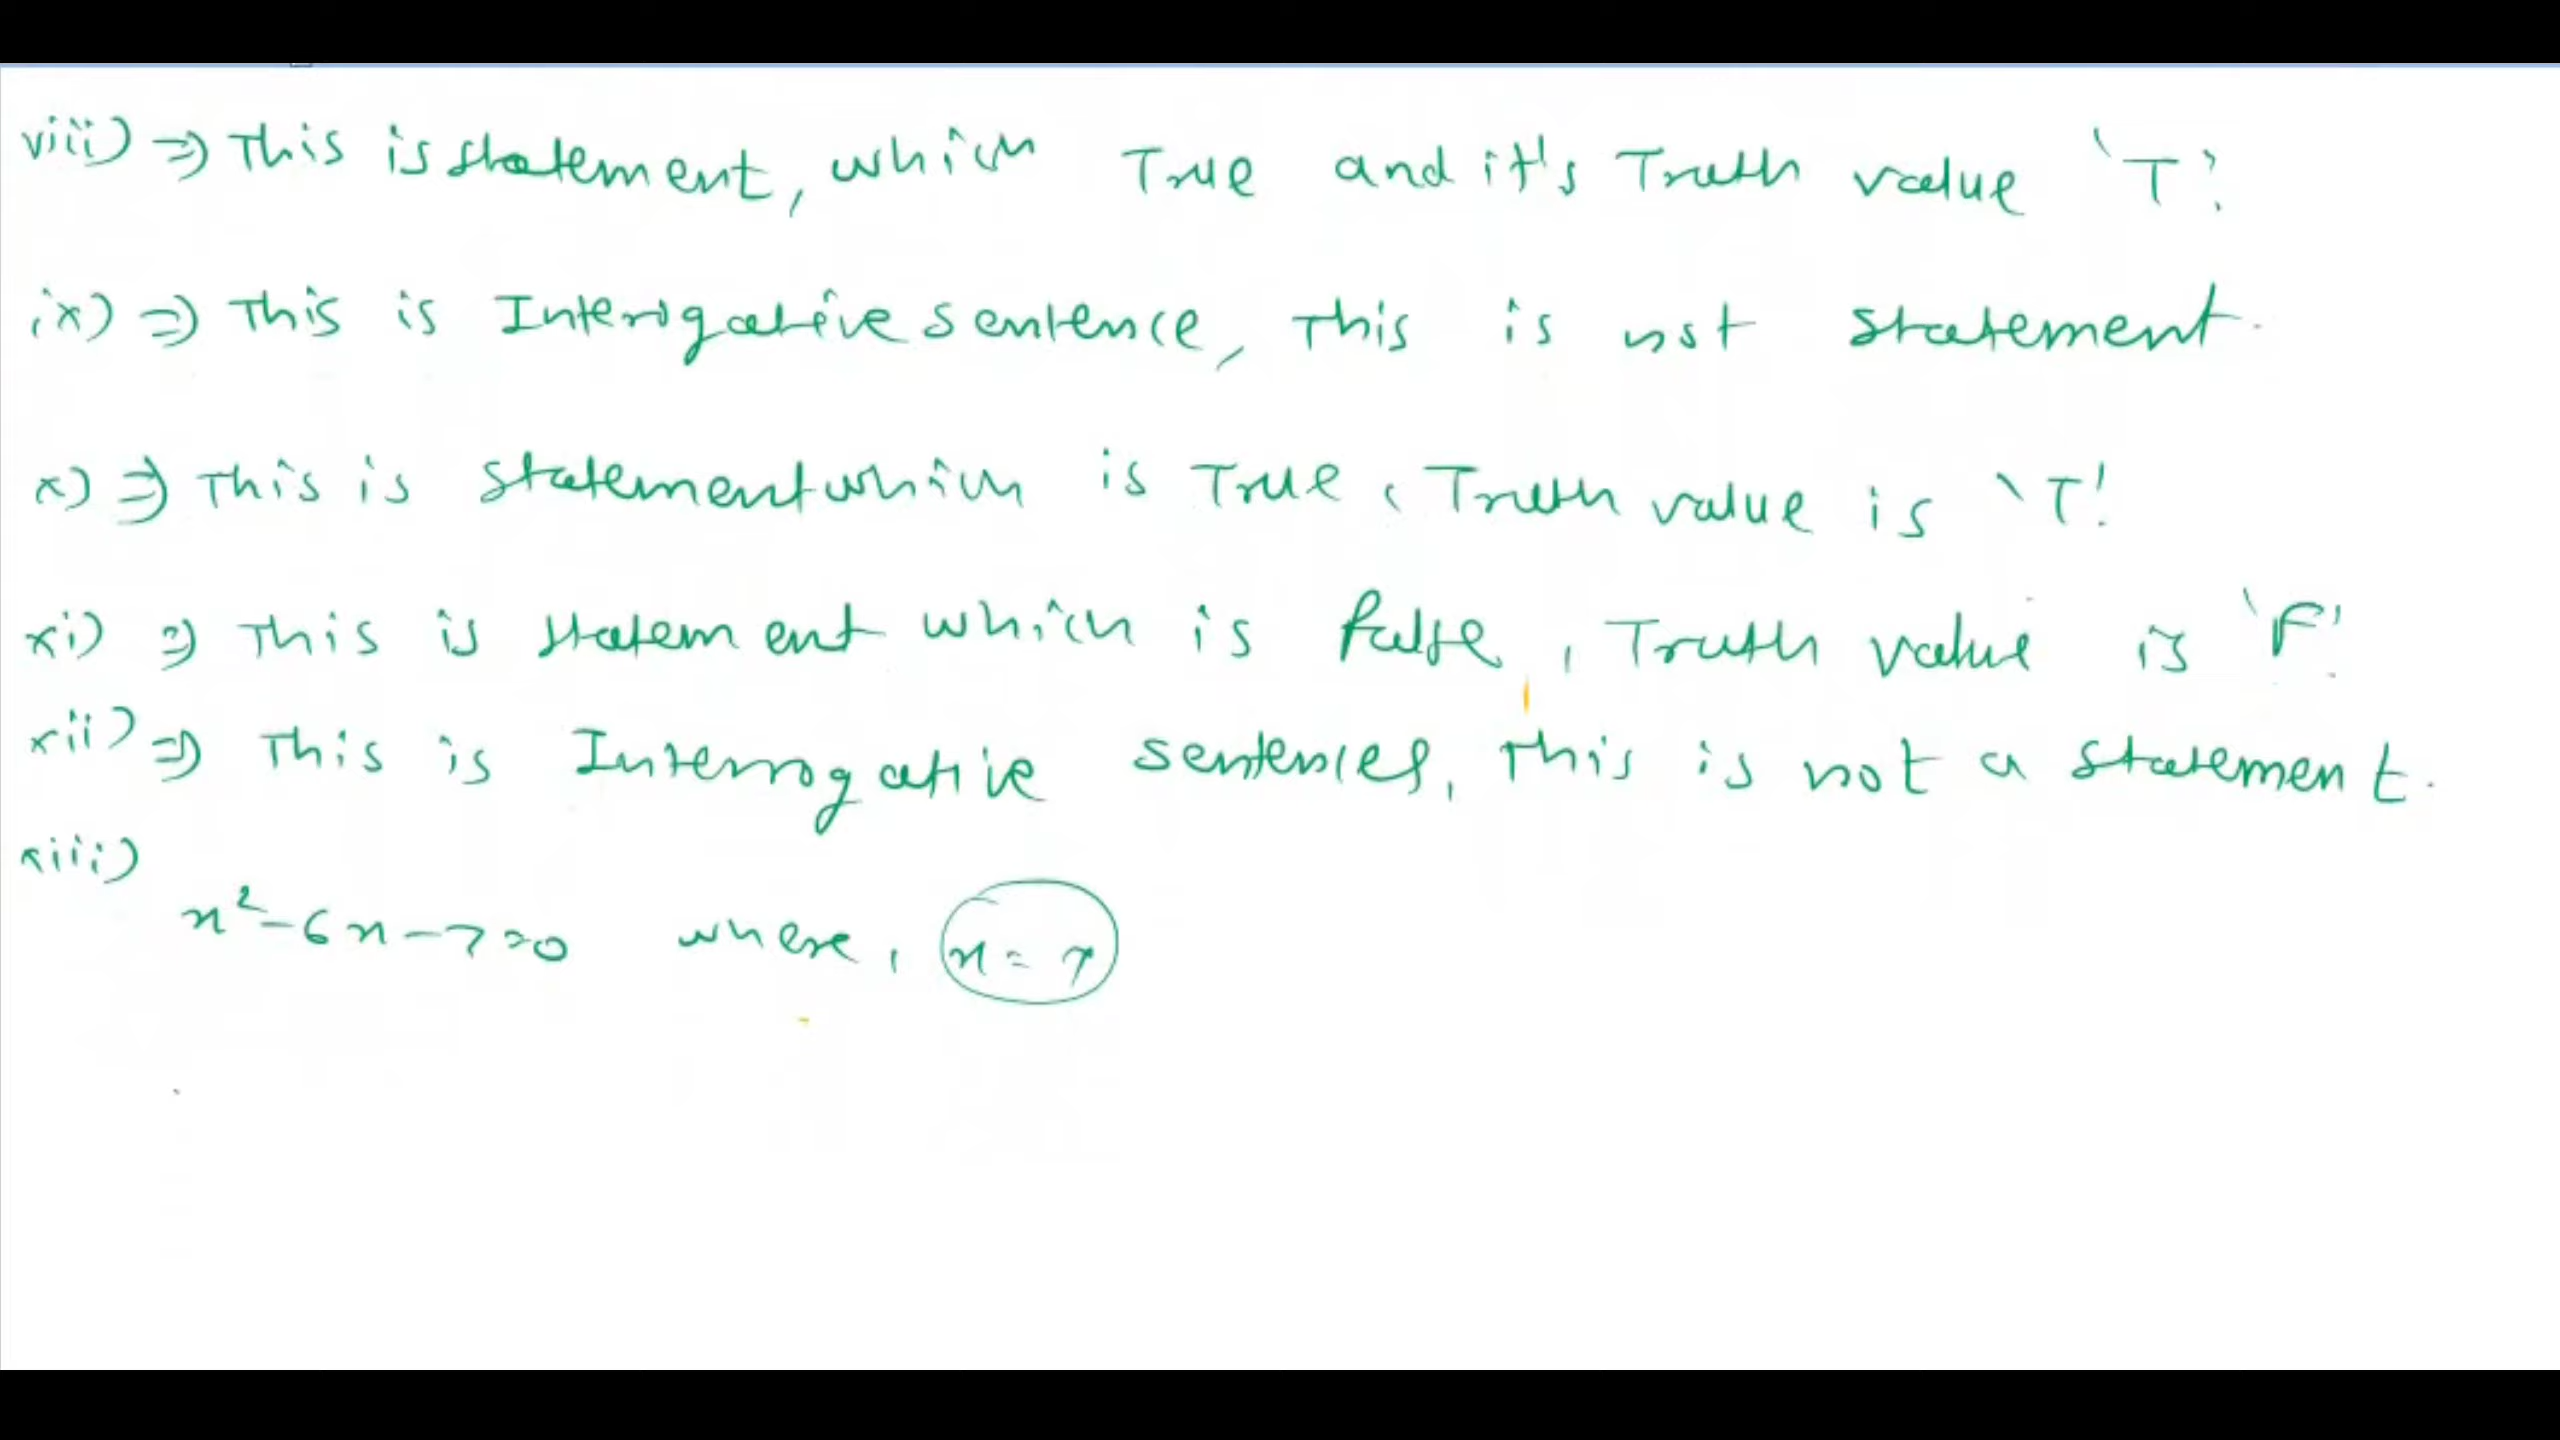 viii) ⇒ This is statement, which True and it's Truth value 'T'.
ix) ⇒ This is Interogative sentence, This is not statement.
x) ⇒ This is statement which is True, Truth value is 'T'.
xi) ⇒ This is statement which is false, Truth value is 'F'.
xii) ⇒ This is Interrogative sentences, This is not a statement.
xiii)
x²-6x-7=0 where, x = 7